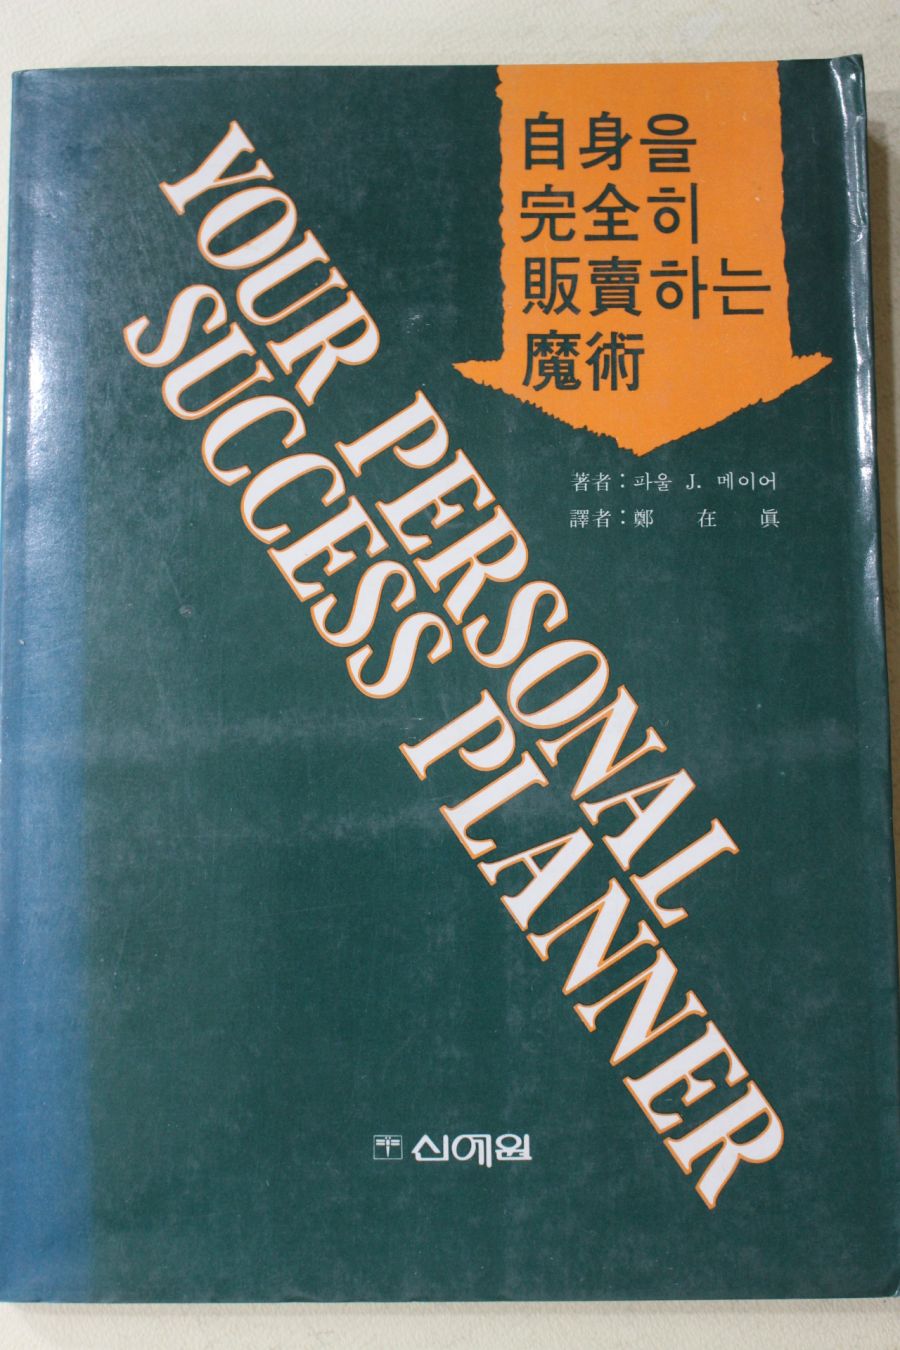 自身을
完全히
販賣하는
魔術
著者:파울 J. 메이어
譯者:鄭 在 眞
YOUR PERSONAL
SUCCESS PLANNER
신예원